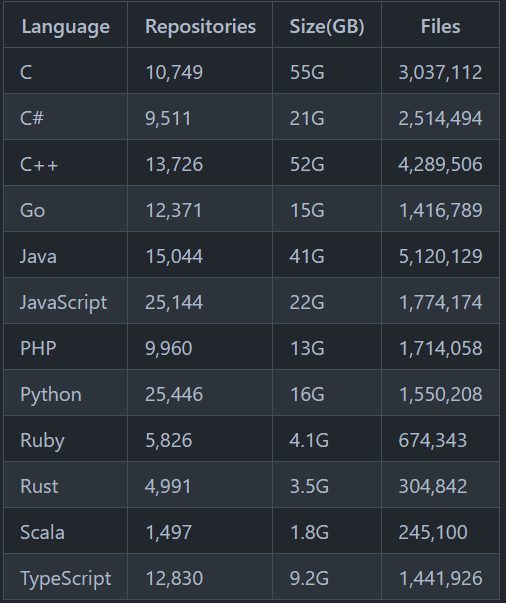 Language Repositories Size(GB) Files
C 10,749 55G 3,037,112
C# 9,511 21G 2,514,494
C++ 13,726 52G 4,289,506
Go 12,371 15G 1,416,789
Java 15,044 41G 5,120,129
JavaScript 25,144 22G 1,774,174
PHP 9,960 13G 1,714,058
Python 25,446 16G 1,550,208
Ruby 5,826 4.1G 674,343
Rust 4,991 3.5G 304,842
Scala 1,497 1.8G 245,100
TypeScript 12,830 9.2G 1,441,926